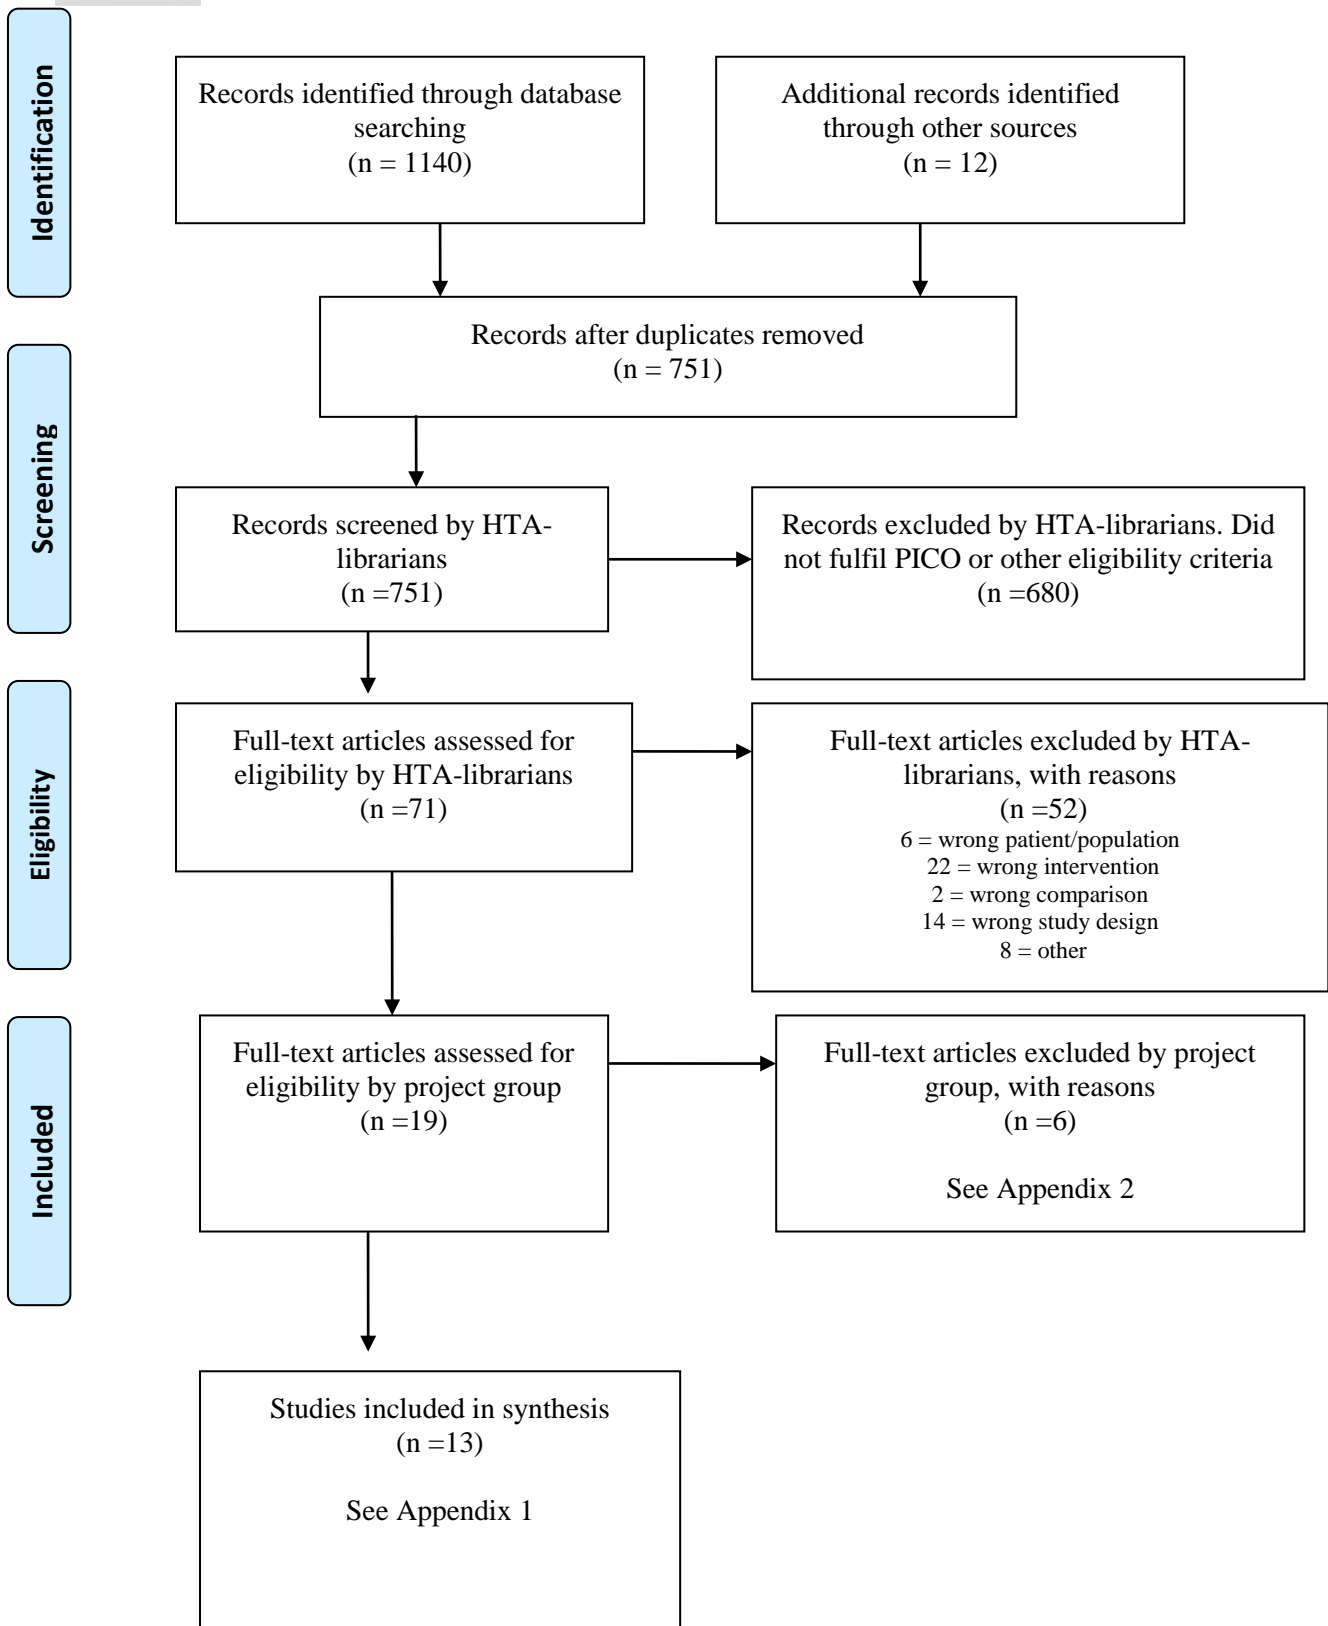 Identification
Records identified through database
searching
(n = 1140)
Additional records identified
through other sources
(n = 12)
Records after duplicates removed
(n = 751)
Screening
Records screened by HTA-
librarians
(n =751)
Records excluded by HTA-librarians. Did
not fulfil PICO or other eligibility criteria
(n =680)
Eligibility
Full-text articles assessed for
eligibility by HTA-librarians
(n =71)
Full-text articles excluded by HTA-
librarians, with reasons
(n =52)
6 = wrong patient/population
22 = wrong intervention
2 = wrong comparison
14 = wrong study design
8 = other
Included
Full-text articles assessed for
eligibility by project group
(n =19)
Full-text articles excluded by project
group, with reasons
(n =6)
See Appendix 2
Studies included in synthesis
(n =13)
See Appendix 1